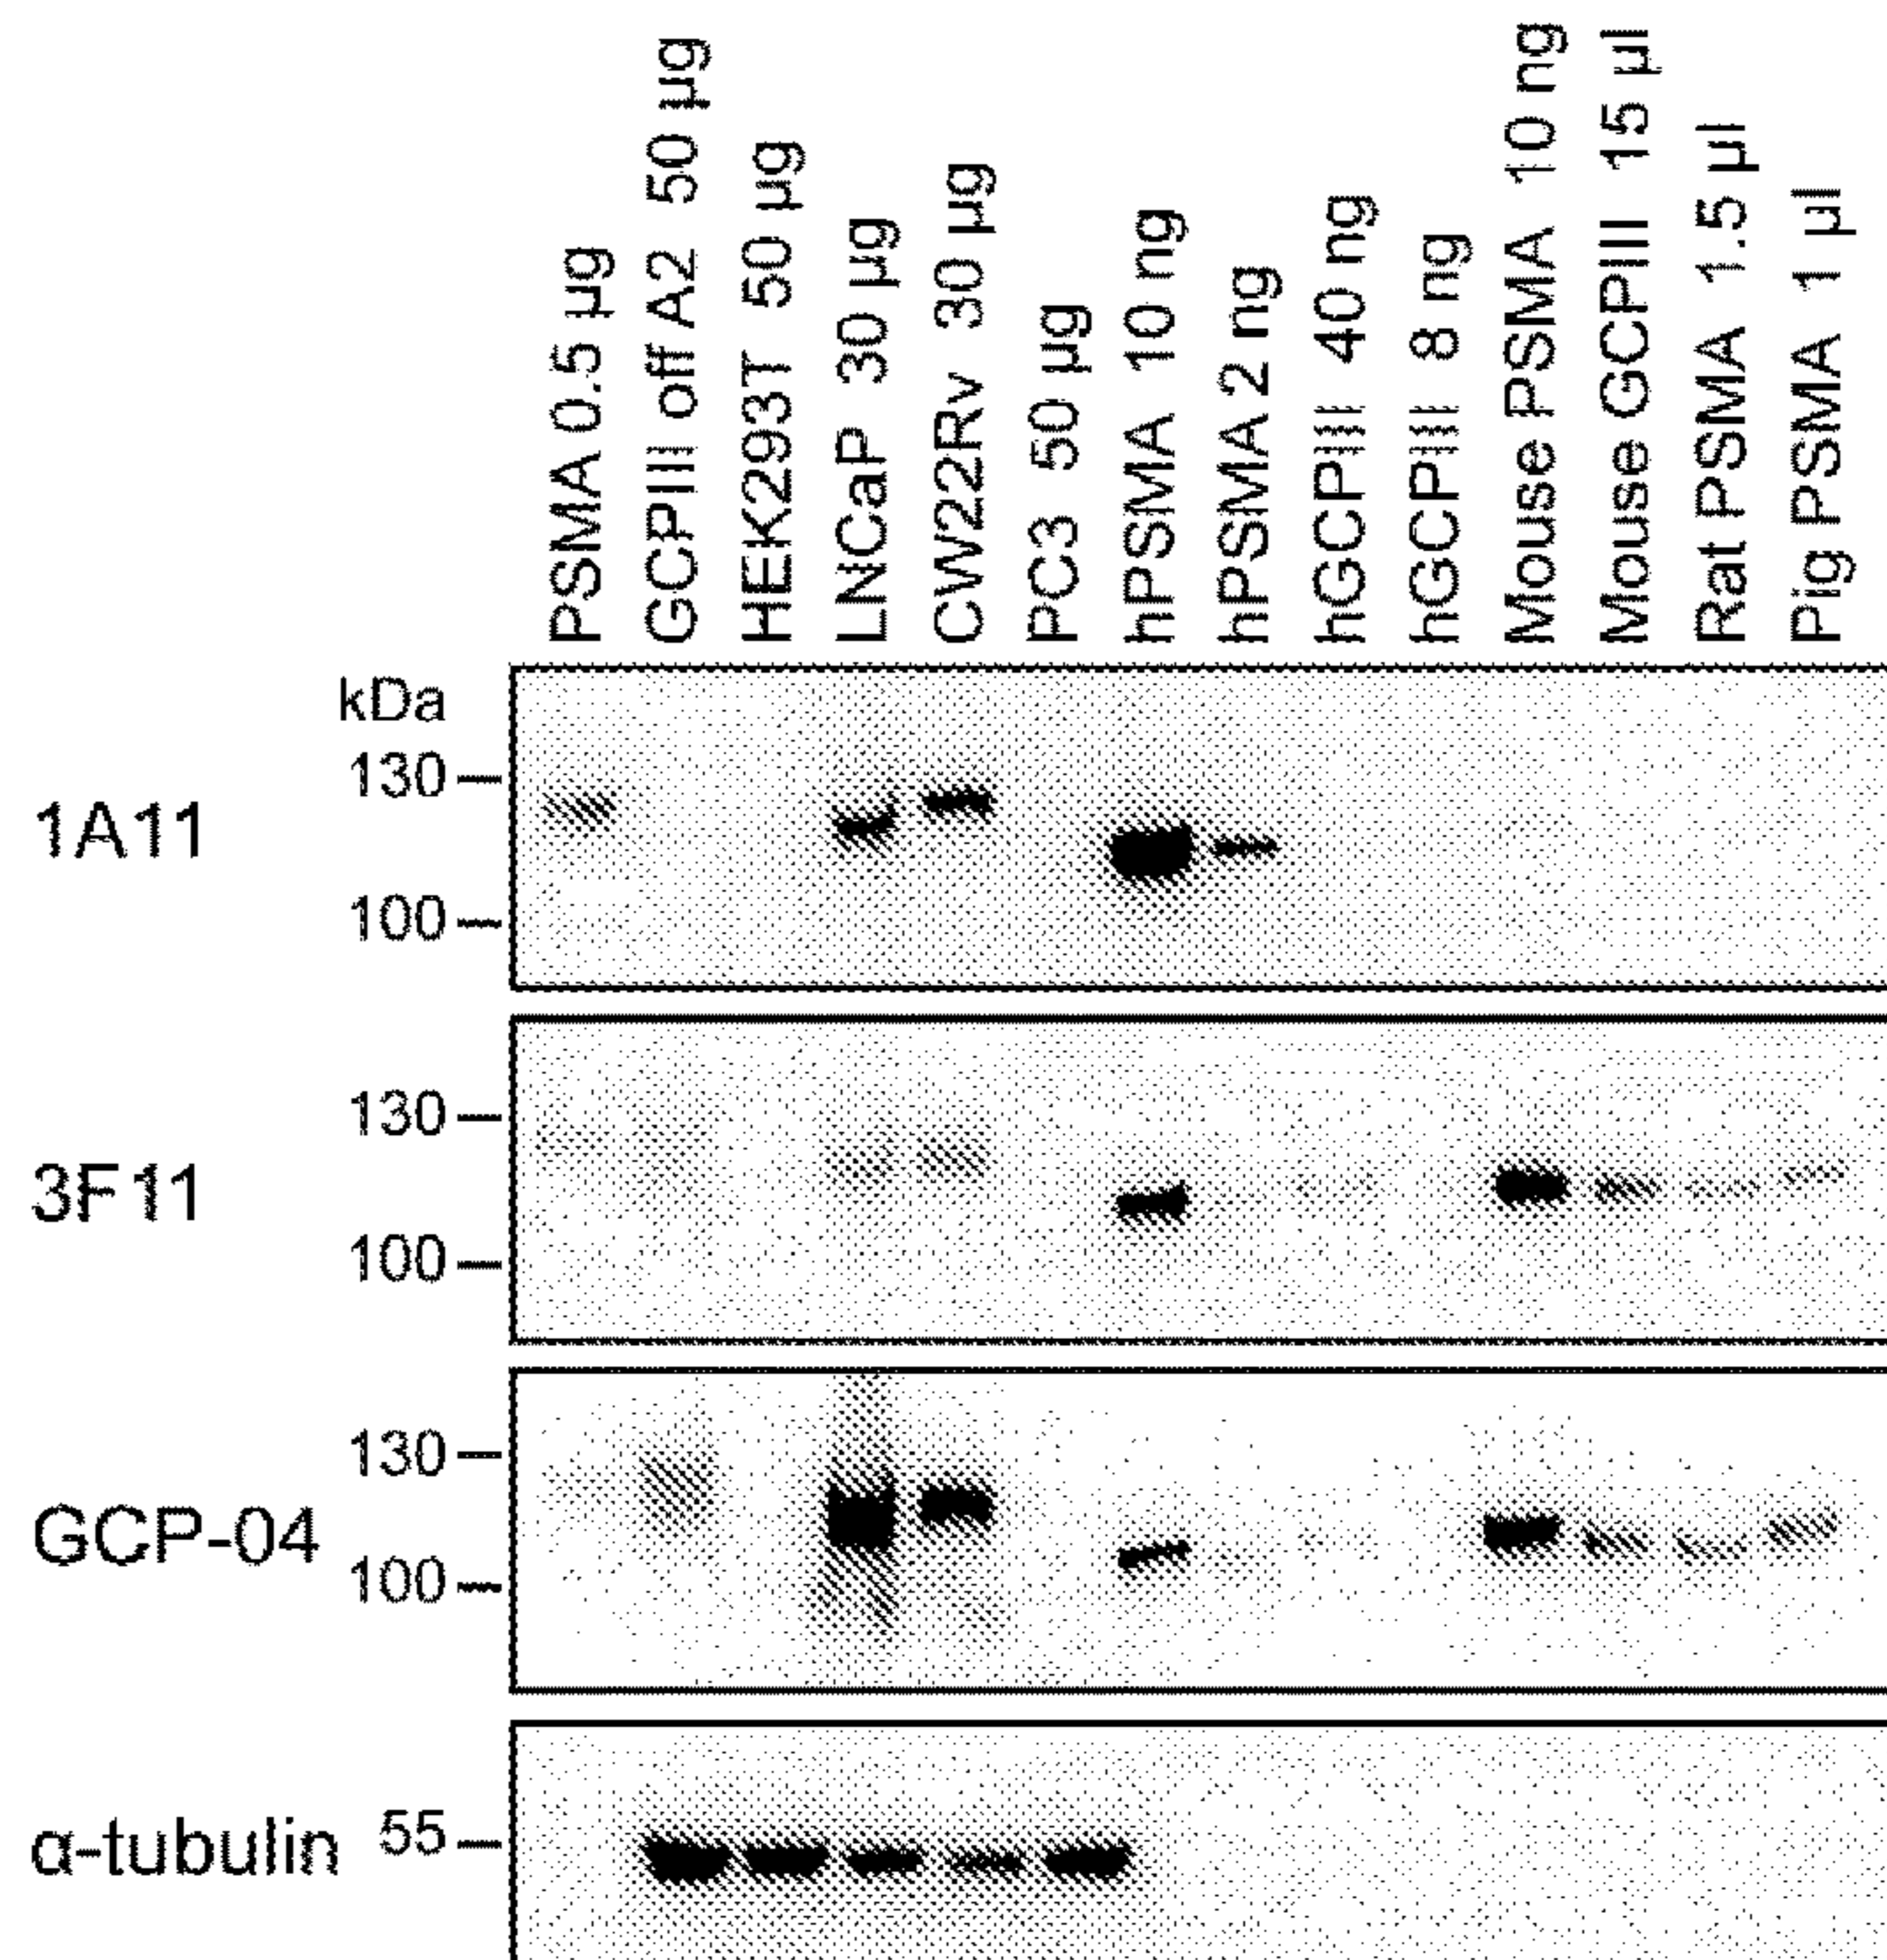 PSMA 0.5 µg
GCPIII off A2 50 µg
HEK293T 50 µg
LNCaP 30 µg
CW22Rv 30 µg
PC3 50 µg
hPSMA 10 ng
hPSMA 2 ng
hGCPIII 40 ng
hGCPIII 8 ng
Mouse PSMA 10 ng
Mouse GCPIII 15 µl
Rat PSMA 1.5 µl
Pig PSMA 1 µl
kDa
130
1A11
100
130
3F11
100
130
GCP-04
100
α-tubulin 55